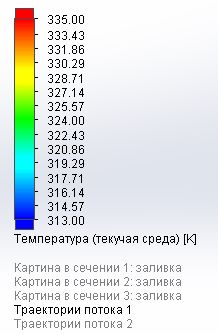 335.00
333.43
331.86
330.29
328.71
327.14
325.57
324.00
322.43
320.86
319.29
317.71
316.14
314.57
313.00
Температура (текучая среда) [K]
Картина в сечении 1: заливка
Картина в сечении 2: заливка
Картина в сечении 3: заливка
Траектории потока 1
Траектории потока 2